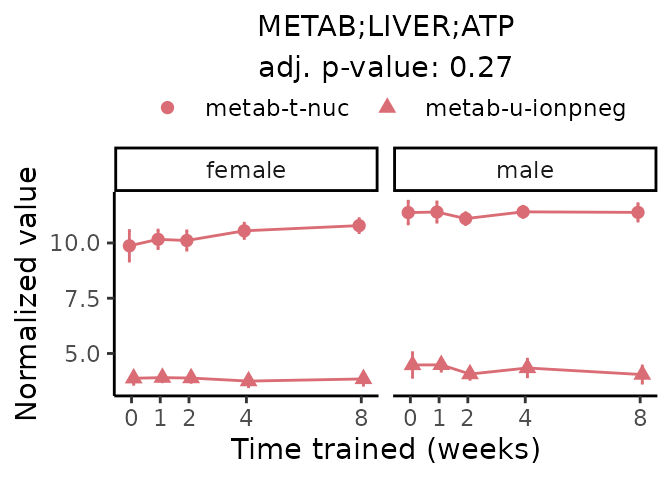 METAB;LIVER;ATP
adj. p-value: 0.27
metab-t-nuc metab-u-ionpneg
female male
Normalized value
10.0
7.5
5.0
0 1 2 4 8 0 1 2 4 8
Time trained (weeks)